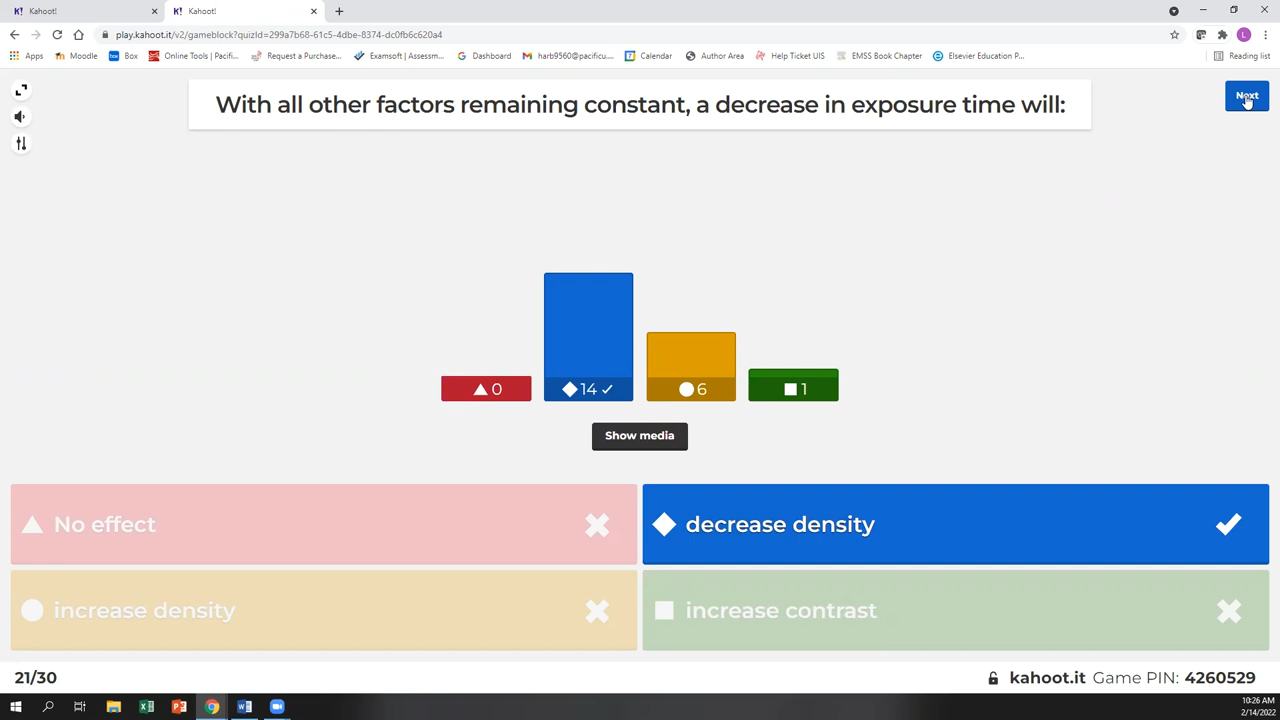 Kahoot!
Kahoot!
play.kahoot.it/v2/gameblock?quizId=299a7b68-61c5-4dbe-8374-dc0fb6c620a4
Apps Moodle Box Online Tools | Pacifi... Request a Purchase... Examsoft | Assessm... Dashboard harb9560@pacificu... Calendar Author Area Help Ticket UIS EMSS Book Chapter Elsevier Education P... Reading list
With all other factors remaining constant, a decrease in exposure time will:
Next
0 14 6 1
Show media
No effect
decrease density
increase density
increase contrast
21/30
kahoot.it Game PIN: 4260529
10:26 AM
2/14/2022